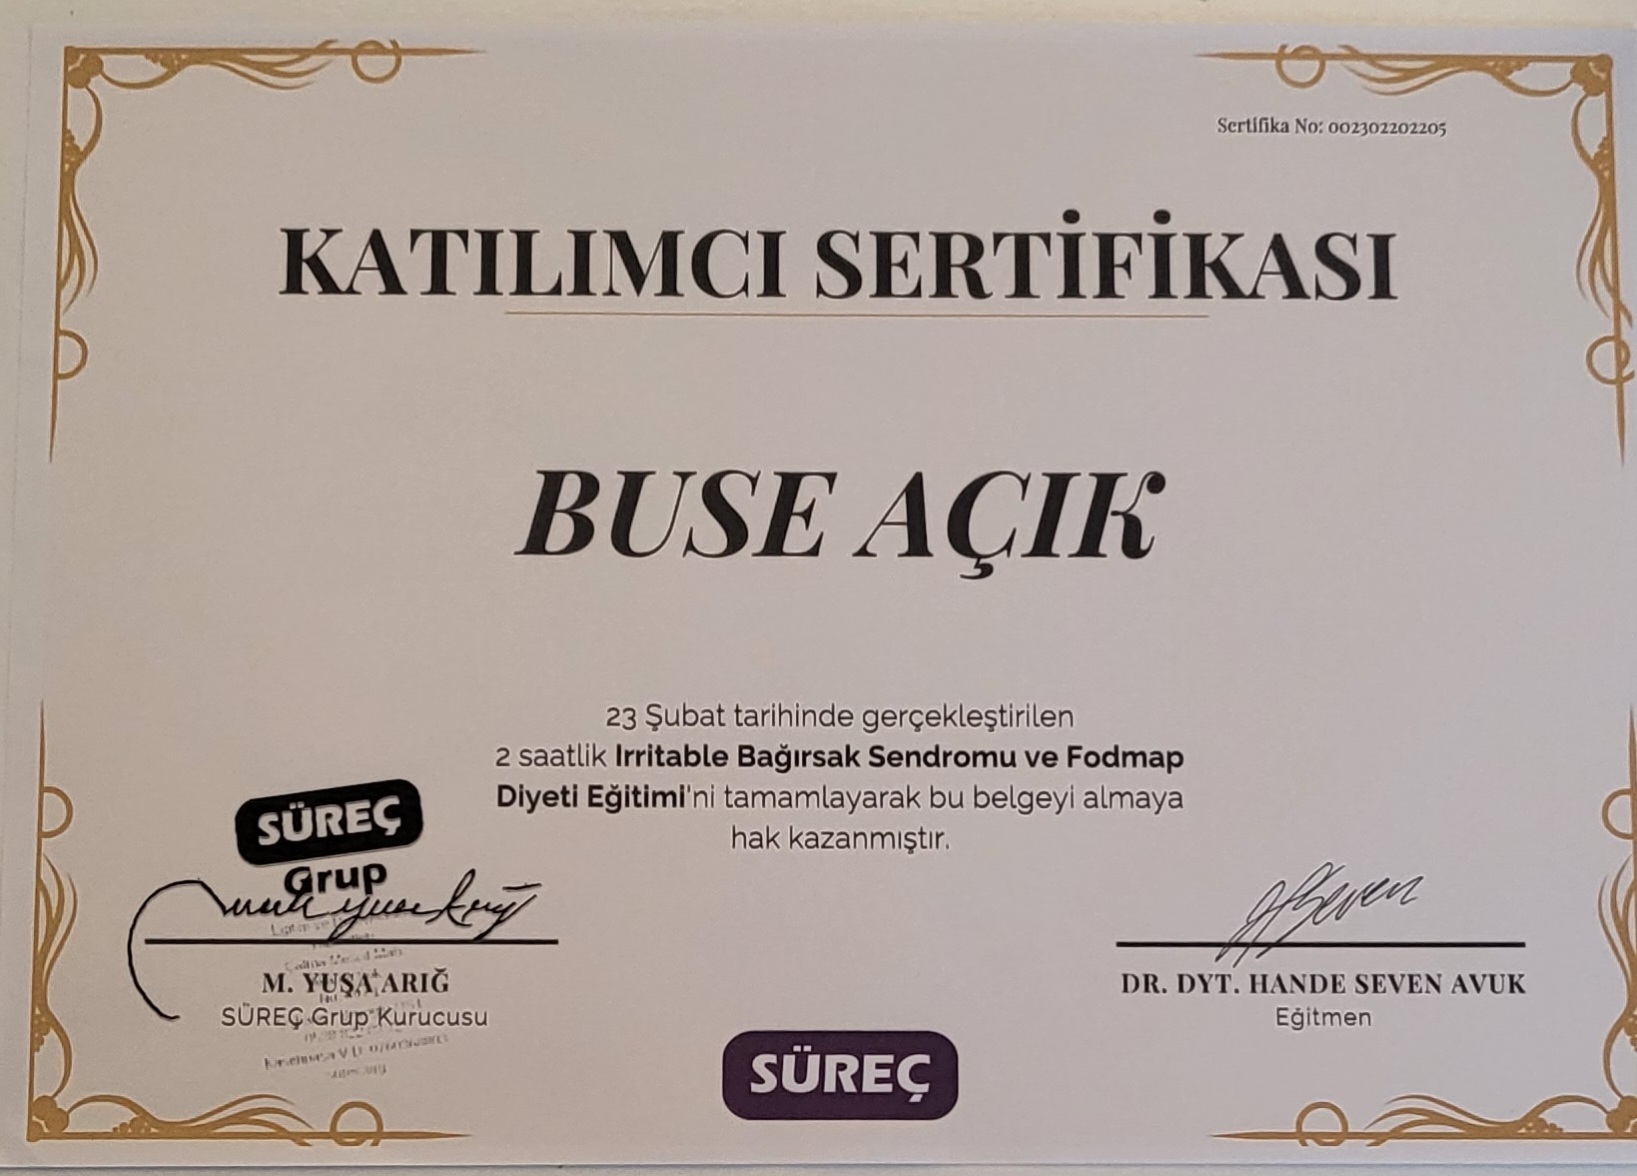 Sertifika No: 002302202205
KATILIMCI SERTİFİKASI
BUSE AÇIK
23 Şubat tarihinde gerçekleştirilen
2 saatlik Irritable Bağırsak Sendromu ve Fodmap
Diyeti Eğitimi'ni tamamlayarak bu belgeyi almaya
hak kazanmıştır.
SÜREÇ
Grup
M. YUŞA ARIĞ
SÜREÇ Grup Kurucusu
Seven
DR. DYT. HANDE SEVEN AVUK
Eğitmen
SÜREÇ